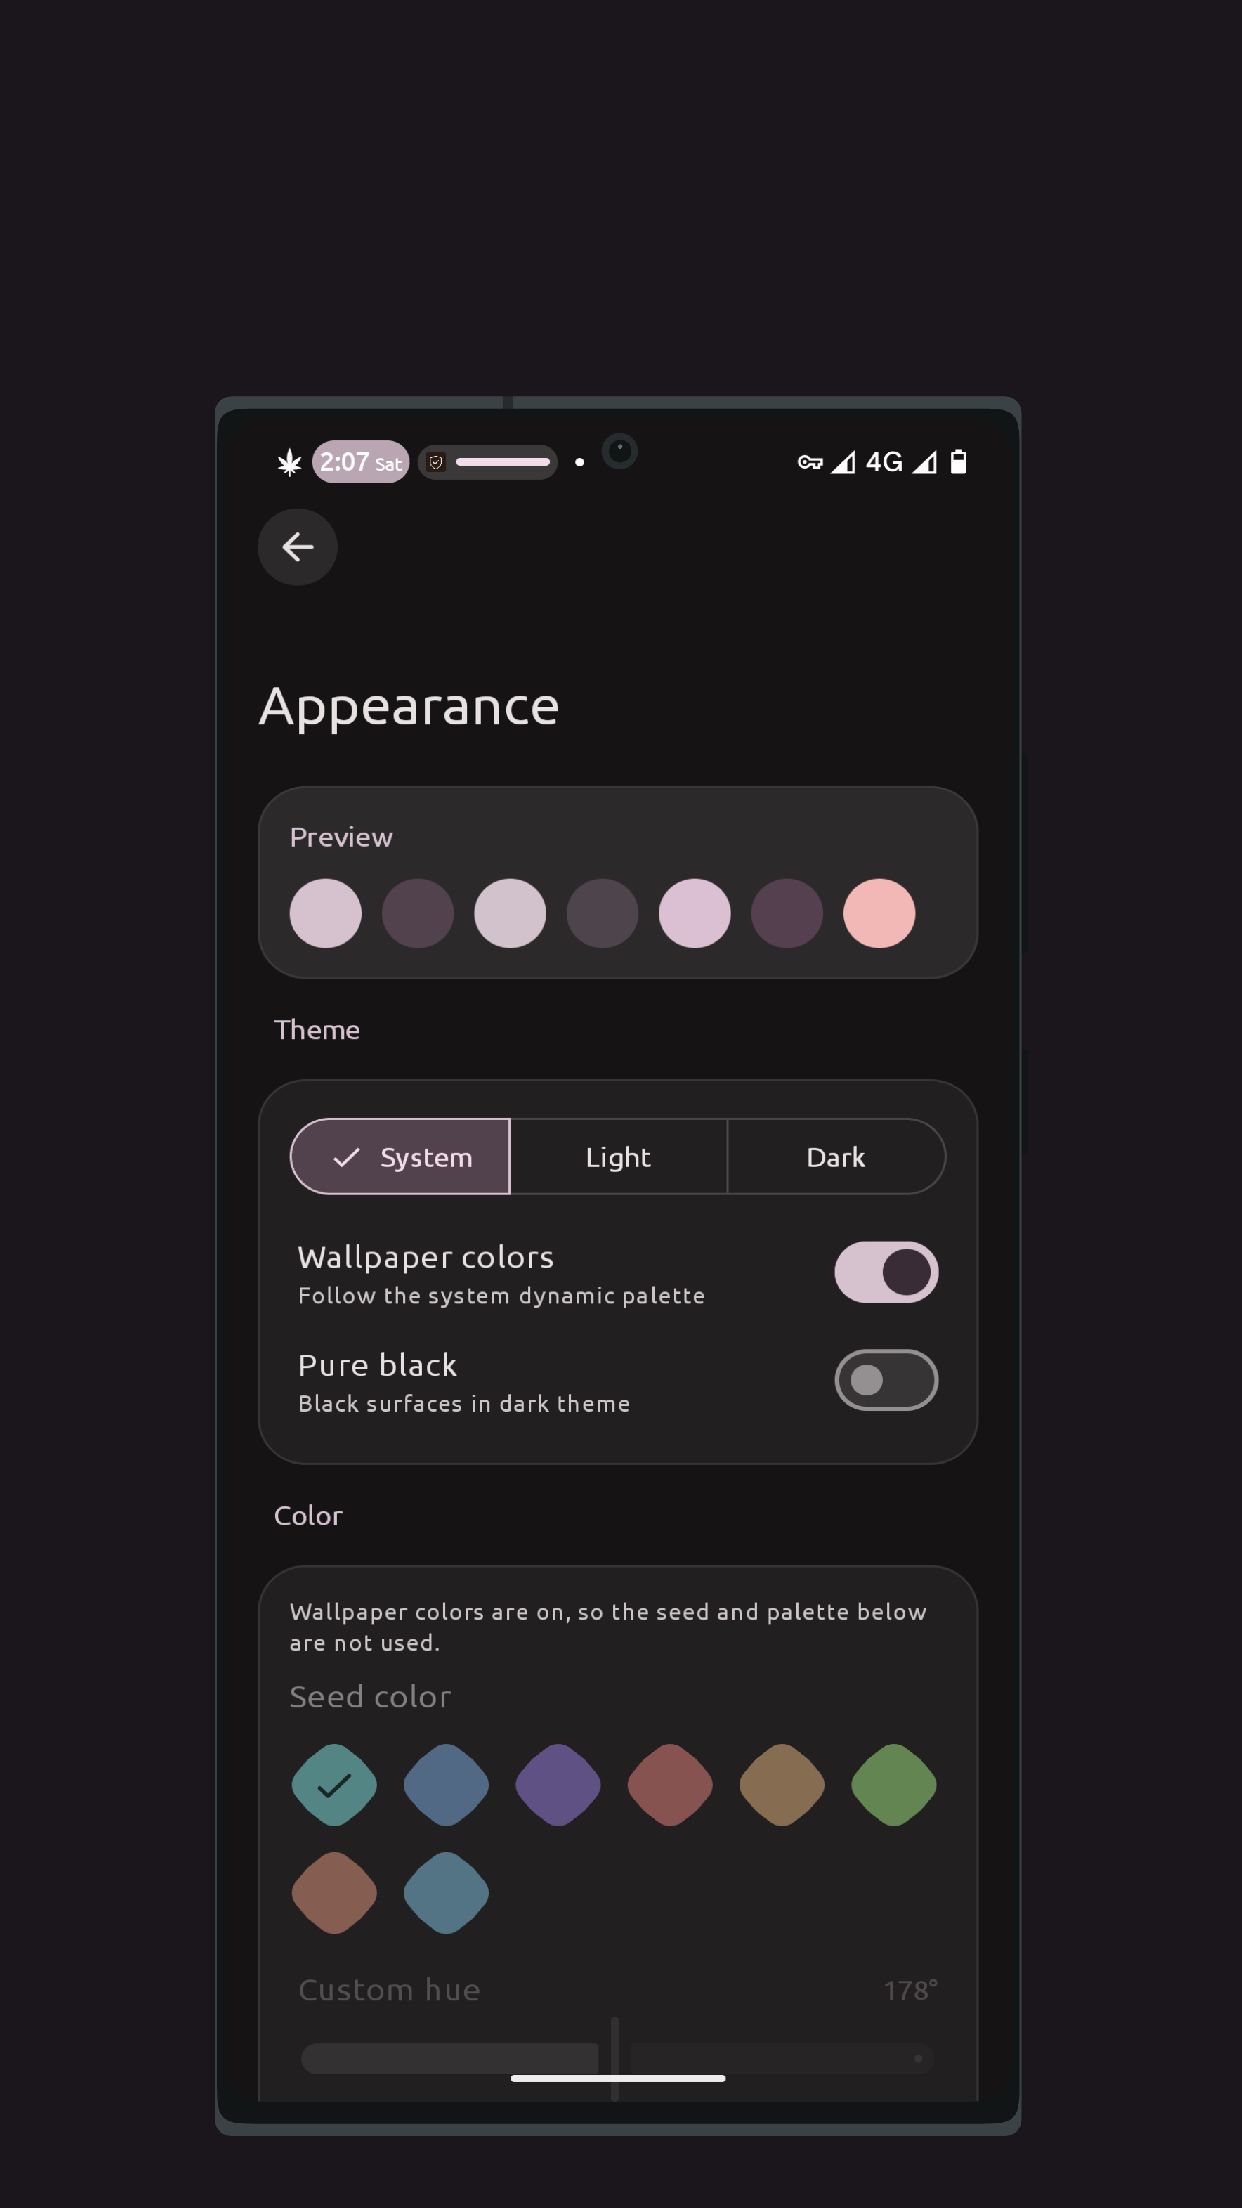 2:07 Sat
4G
Appearance
Preview
Theme
System
Light
Dark
Wallpaper colors
Follow the system dynamic palette
Pure black
Black surfaces in dark theme
Color
Wallpaper colors are on, so the seed and palette below
are not used.
Seed color
Custom hue
178°